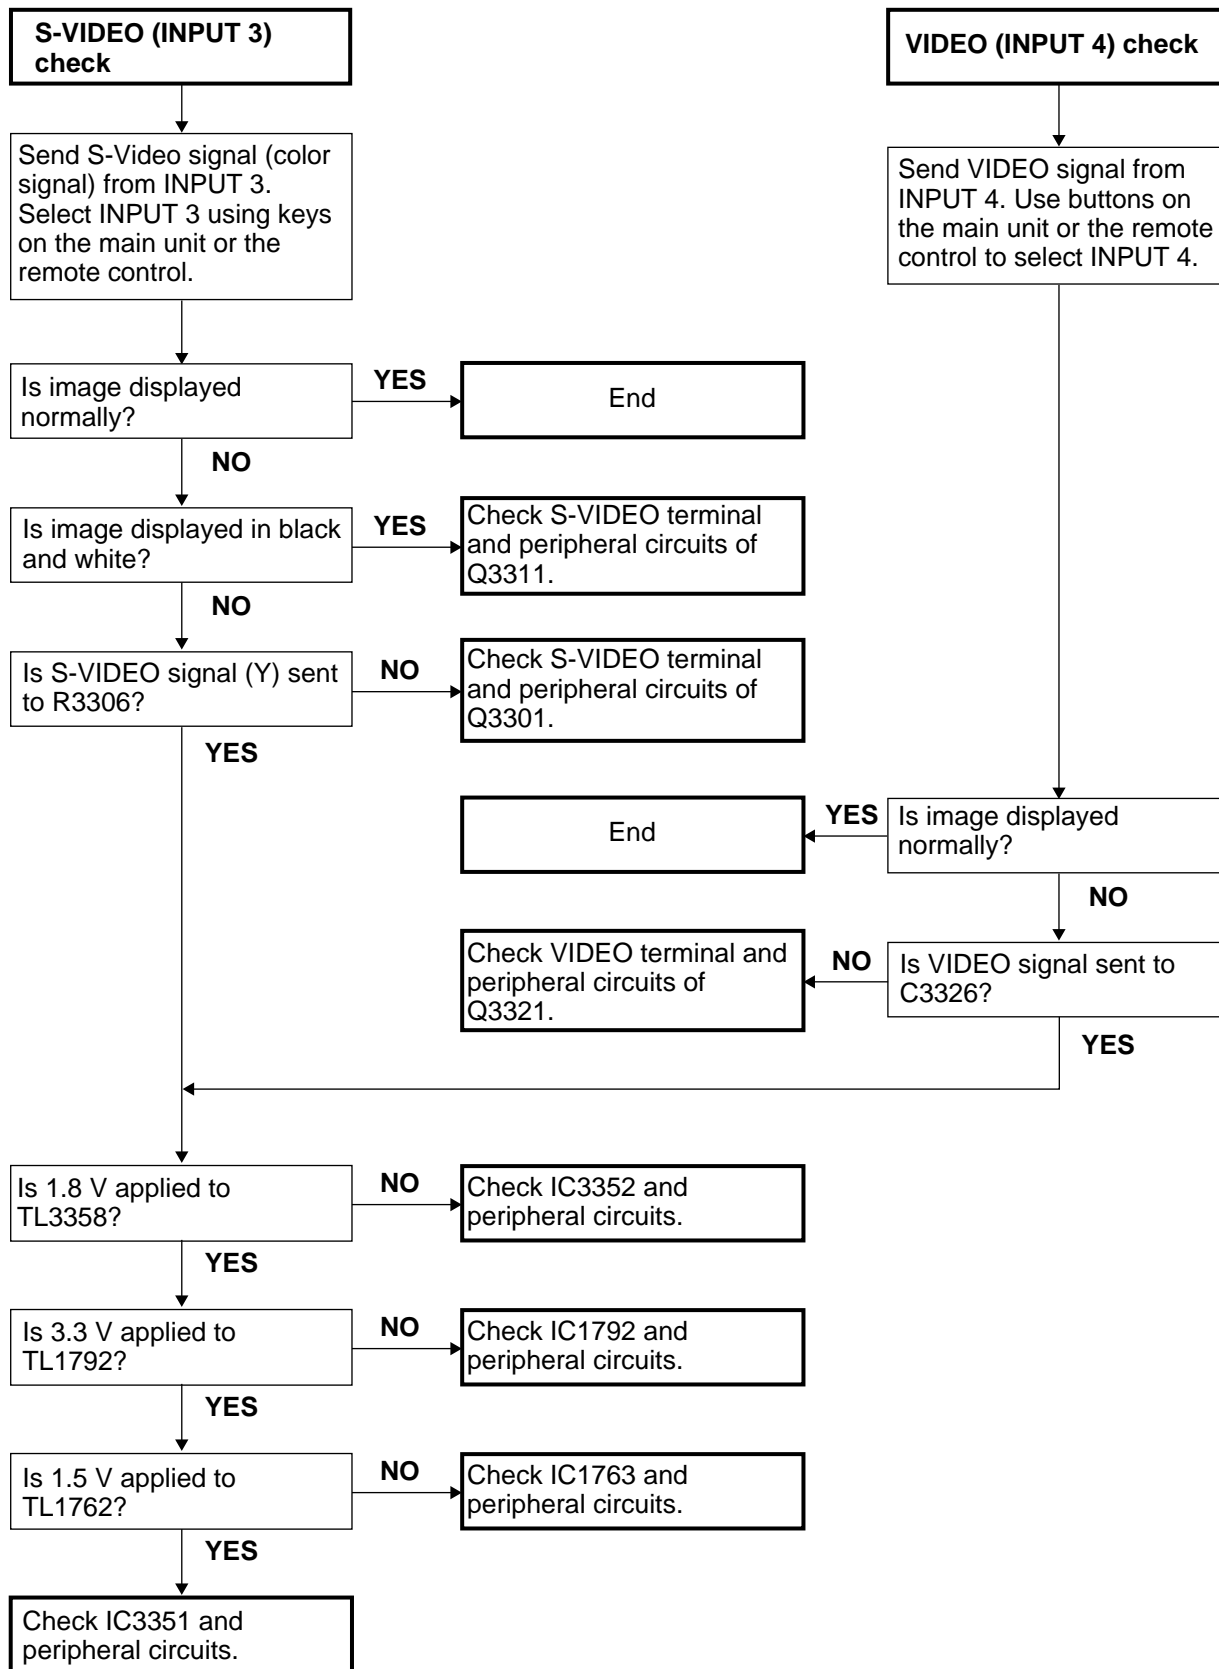 S-VIDEO (INPUT 3)
check
Send S-Video signal (color
signal) from INPUT 3.
Select INPUT 3 using keys
on the main unit or the
remote control.
Is image displayed
normally?
YES
End
NO
Is image displayed in black
and white?
YES
Check S-VIDEO terminal
and peripheral circuits of
Q3311.
NO
Is S-VIDEO signal (Y) sent
to R3306?
NO
Check S-VIDEO terminal
and peripheral circuits of
Q3301.
YES
VIDEO (INPUT 4) check
Send VIDEO signal from
INPUT 4. Use buttons on
the main unit or the remote
control to select INPUT 4.
Is image displayed
normally?
YES
End
NO
Is VIDEO signal sent to
C3326?
NO
Check VIDEO terminal and
peripheral circuits of
Q3321.
YES
Is 1.8 V applied to
TL3358?
NO
Check IC3352 and
peripheral circuits.
YES
Is 3.3 V applied to
TL1792?
NO
Check IC1792 and
peripheral circuits.
YES
Is 1.5 V applied to
TL1762?
NO
Check IC1763 and
peripheral circuits.
YES
Check IC3351 and
peripheral circuits.